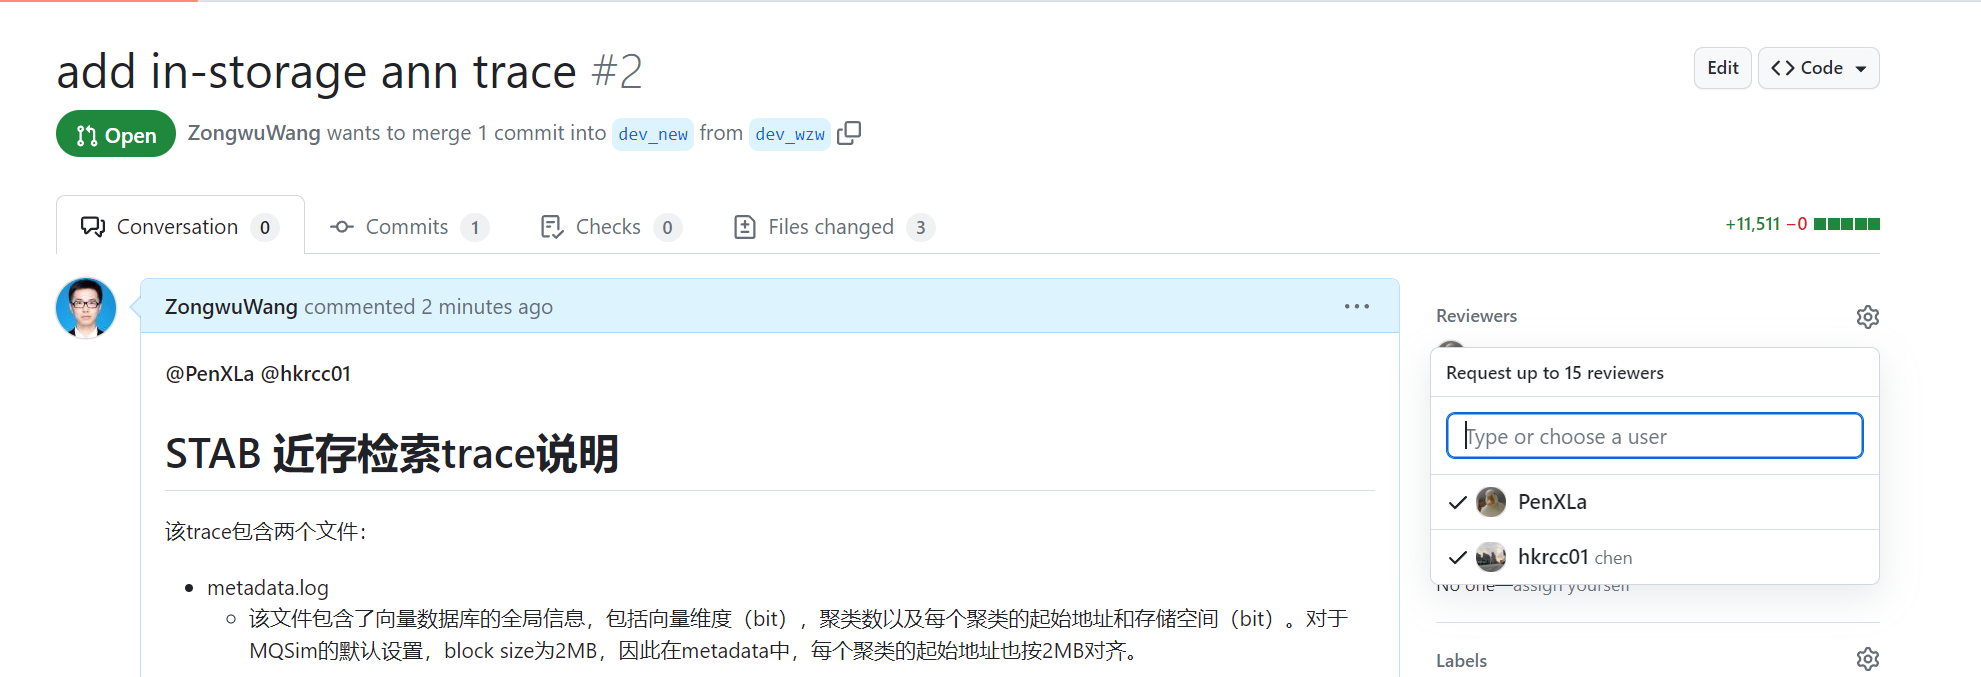 add in-storage ann trace #2
Edit
Code
Open
ZongwuWang wants to merge 1 commit into dev_new from dev_wzw
Conversation 0
Commits 1
Checks 0
Files changed 3
+11,511 −0
ZongwuWang commented 2 minutes ago
@PenXLa @hkrcc01
STAB 近存检索trace说明
该trace包含两个文件：
metadata.log
该文件包含了向量数据库的全局信息，包括向量维度（bit），聚类数以及每个聚类的起始地址和存储空间（bit）。对于
MQSim的默认设置，block size为2MB，因此在metadata中，每个聚类的起始地址也按2MB对齐。
Reviewers
Request up to 15 reviewers
Type or choose a user
PenXLa
hkrcc01 chen
No one—assign yourself
Labels